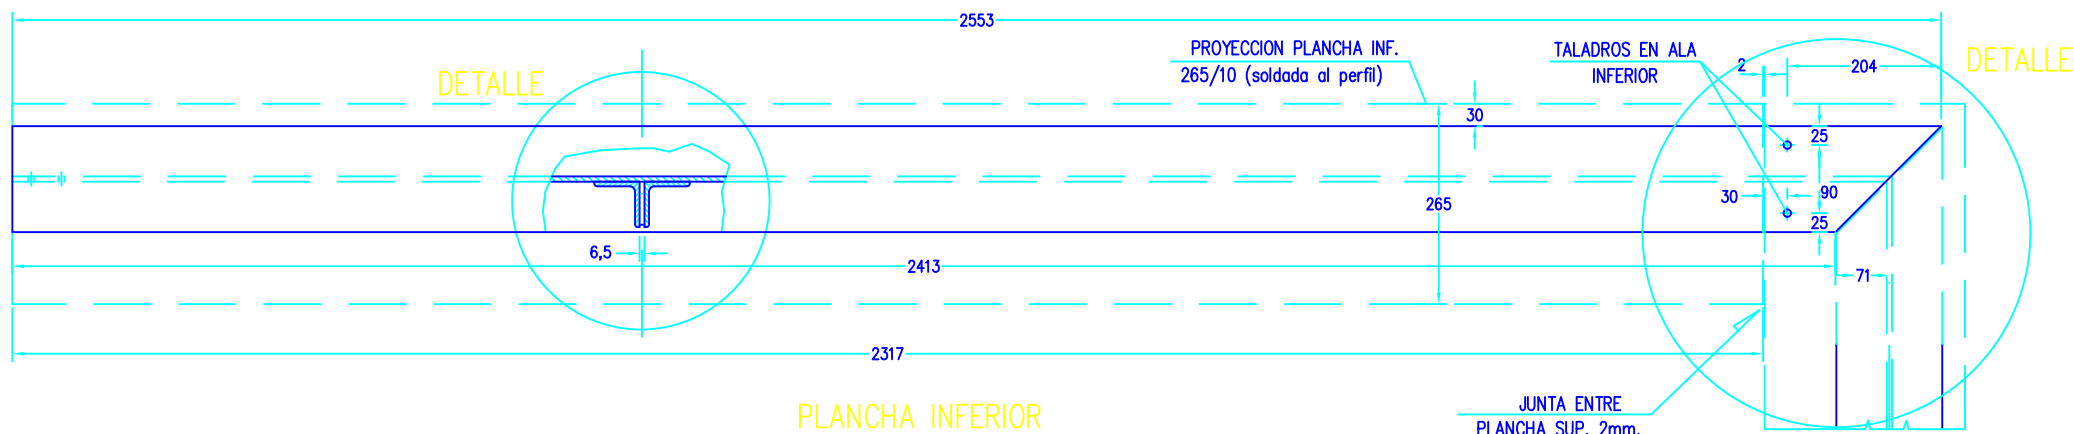 2553
PROYECCION PLANCHA INF.
265/10 (soldada al perfil)
TALADROS EN ALA
INFERIOR
2
204
DETALLE
DETALLE
30
25
265
30
90
25
6,5
2413
71
2317
PLANCHA INFERIOR
JUNTA ENTRE
PLANCHA SUP. 2mm.